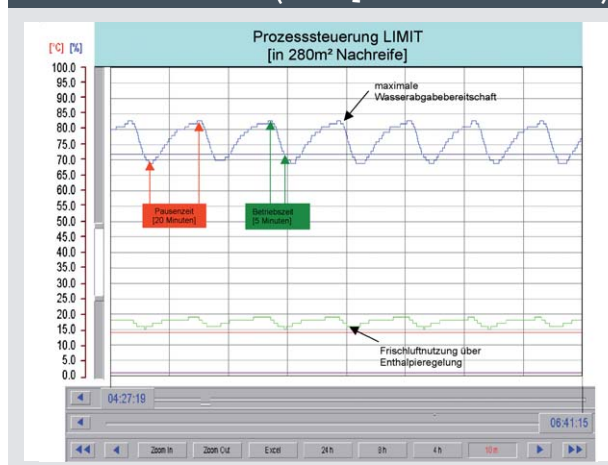 Prozesssteuerung LIMIT
[in 280m² Nachreife]
[°C] [%]
100.0
95.0
90.0
85.0
80.0
75.0
70.0
65.0
60.0
55.0
50.0
45.0
40.0
35.0
30.0
25.0
20.0
15.0
10.0
5.0
0.0
maximale
Wasserabgabebereitschaft
Pausenzeit
[20 Minuten]
Betriebszeit
[5 Minuten]
Frischluftnutzung über
Enthalpieregelung
04:27:19
06:41:15
Zoom In Zoom Out Excel 24 h 8 h 4 h 10 m